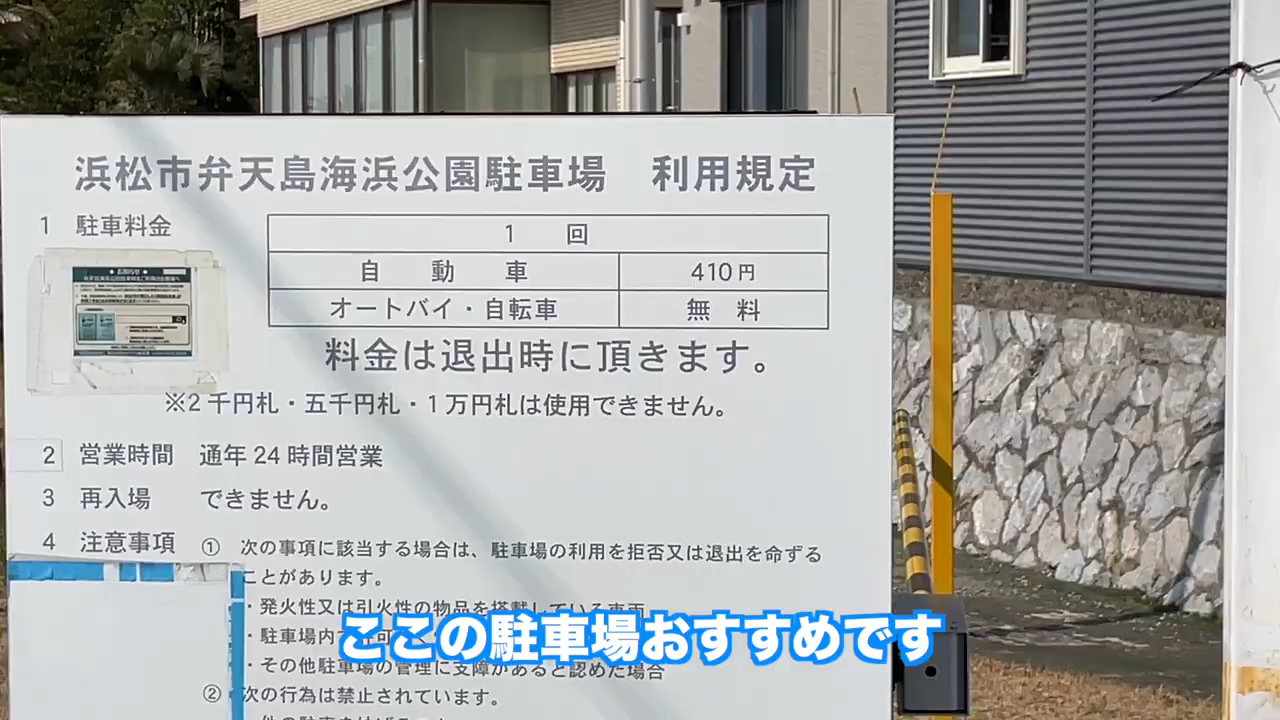 浜松市弁天島海浜公園駐車場 利用規定
1 駐車料金
1 回
自 動 車 410円
オートバイ・自転車 無 料
お知らせ
料金は退出時に頂きます。
※2千円札・五千円札・1万円札は使用できません。
2 営業時間 通年24時間営業
3 再入場 できません。
4 注意事項 ① 次の事項に該当する場合は、駐車場の利用を拒否又は退出を命ずる
ことがあります。
・発火性又は引火性の物品を搭載している車両
・駐車場内で
・その他駐車場の管理に支障があると認めた場合
② 次の行為は禁止されています。
ここの駐車場おすすめです